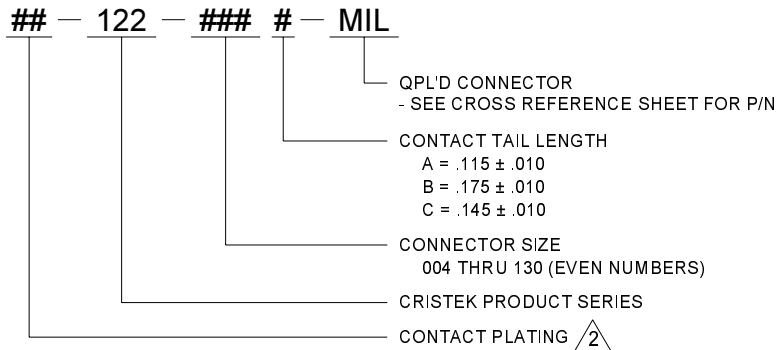 ## — 122 — ### # — MIL
QPL'D CONNECTOR
- SEE CROSS REFERENCE SHEET FOR P/N
CONTACT TAIL LENGTH
A = .115 ± .010
B = .175 ± .010
C = .145 ± .010
CONNECTOR SIZE
004 THRU 130 (EVEN NUMBERS)
CRISTEK PRODUCT SERIES
CONTACT PLATING 2